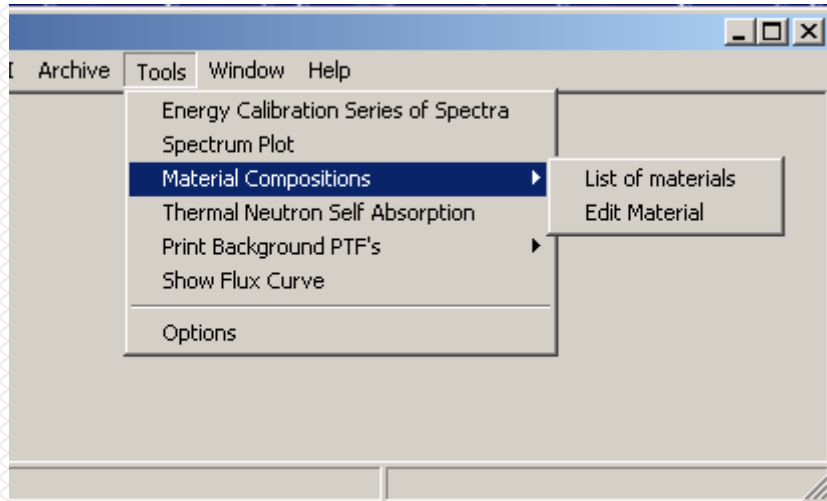 Archive Tools Window Help
Energy Calibration Series of Spectra
Spectrum Plot
Material Compositions
List of materials
Thermal Neutron Self Absorption
Edit Material
Print Background PTF's
Show Flux Curve
Options